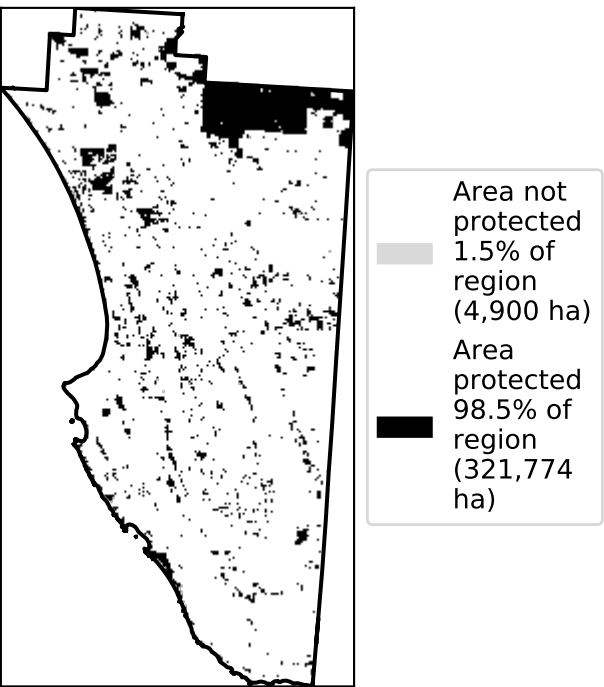 Area not
protected
1.5% of
region
(4,900 ha)
Area
protected
98.5% of
region
(321,774
ha)